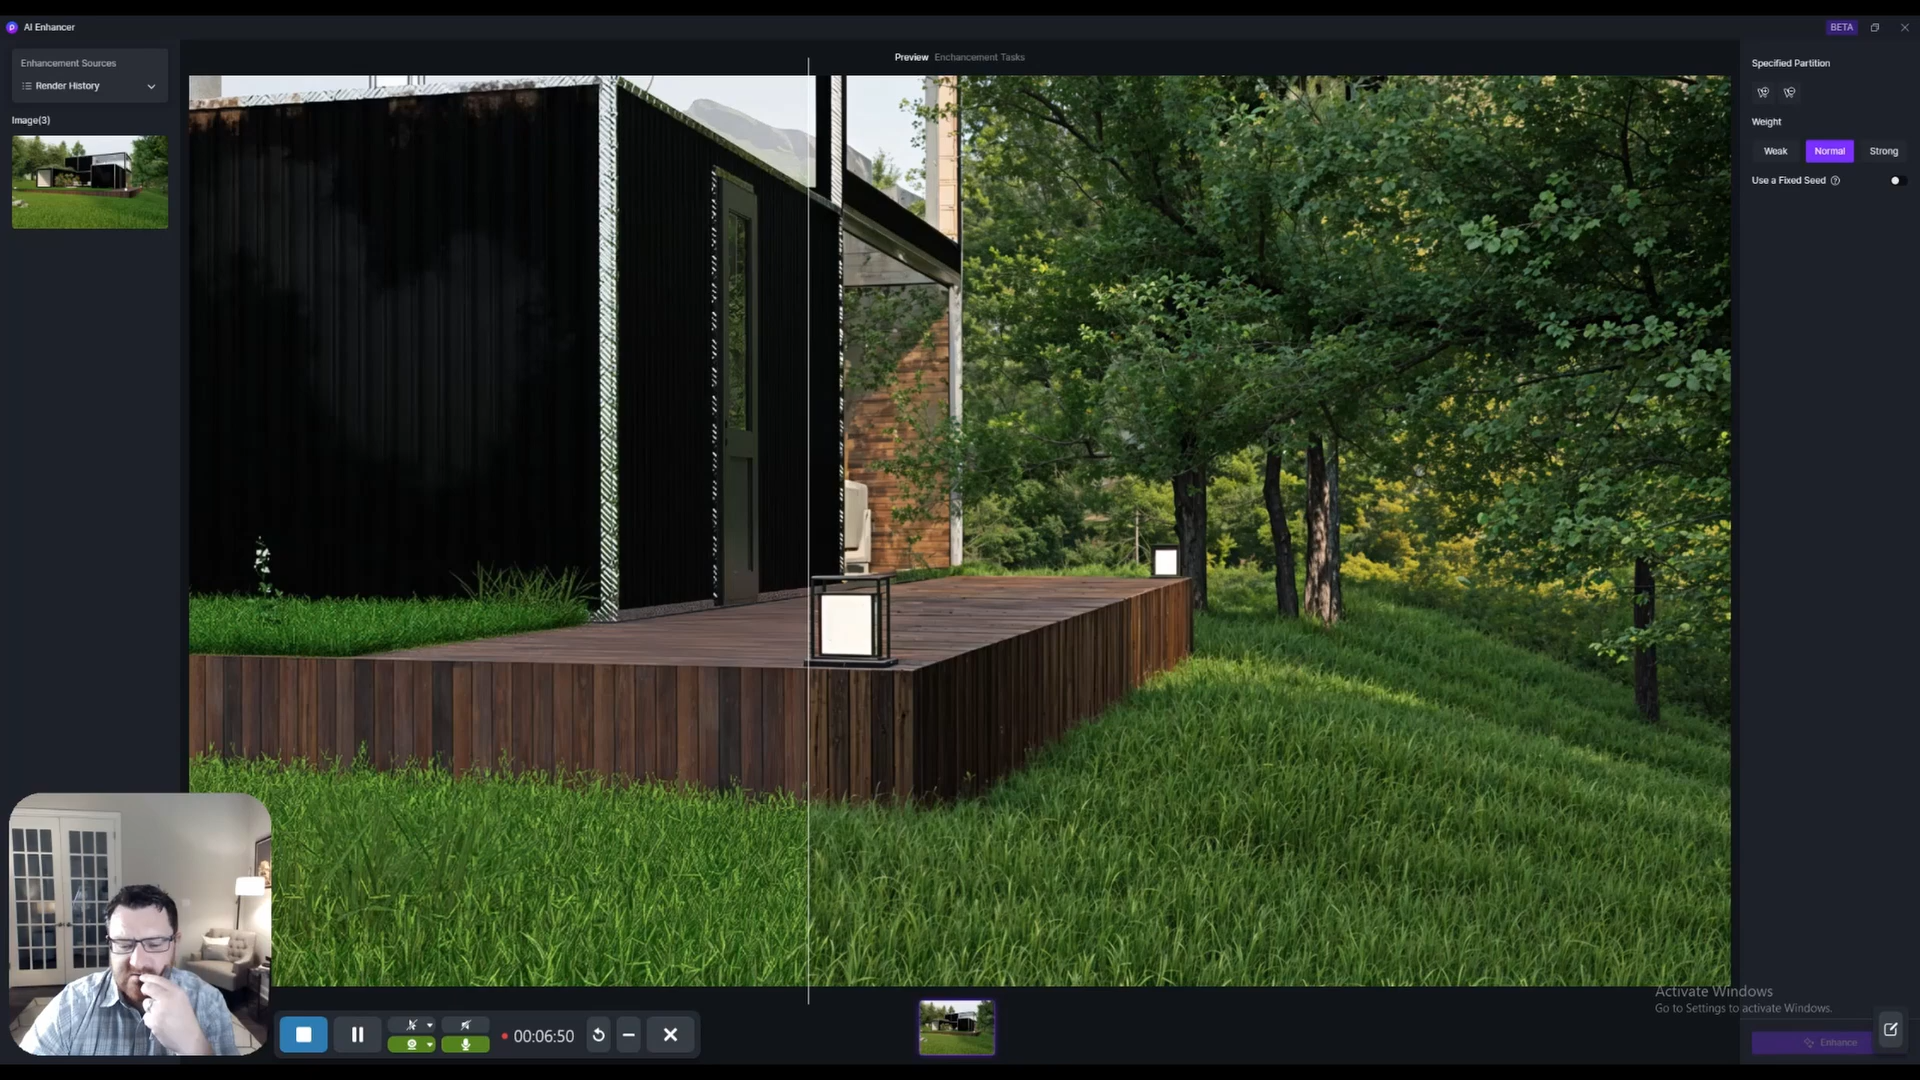 AI Enhancer
BETA
Enhancement Sources
Render History
Image(3)
Preview Enchancement Tasks
Specified Partition
Weight
Weak Normal Strong
Use a Fixed Seed
00:06:50
Activate Windows
Go to Settings to activate Windows.
Enhance